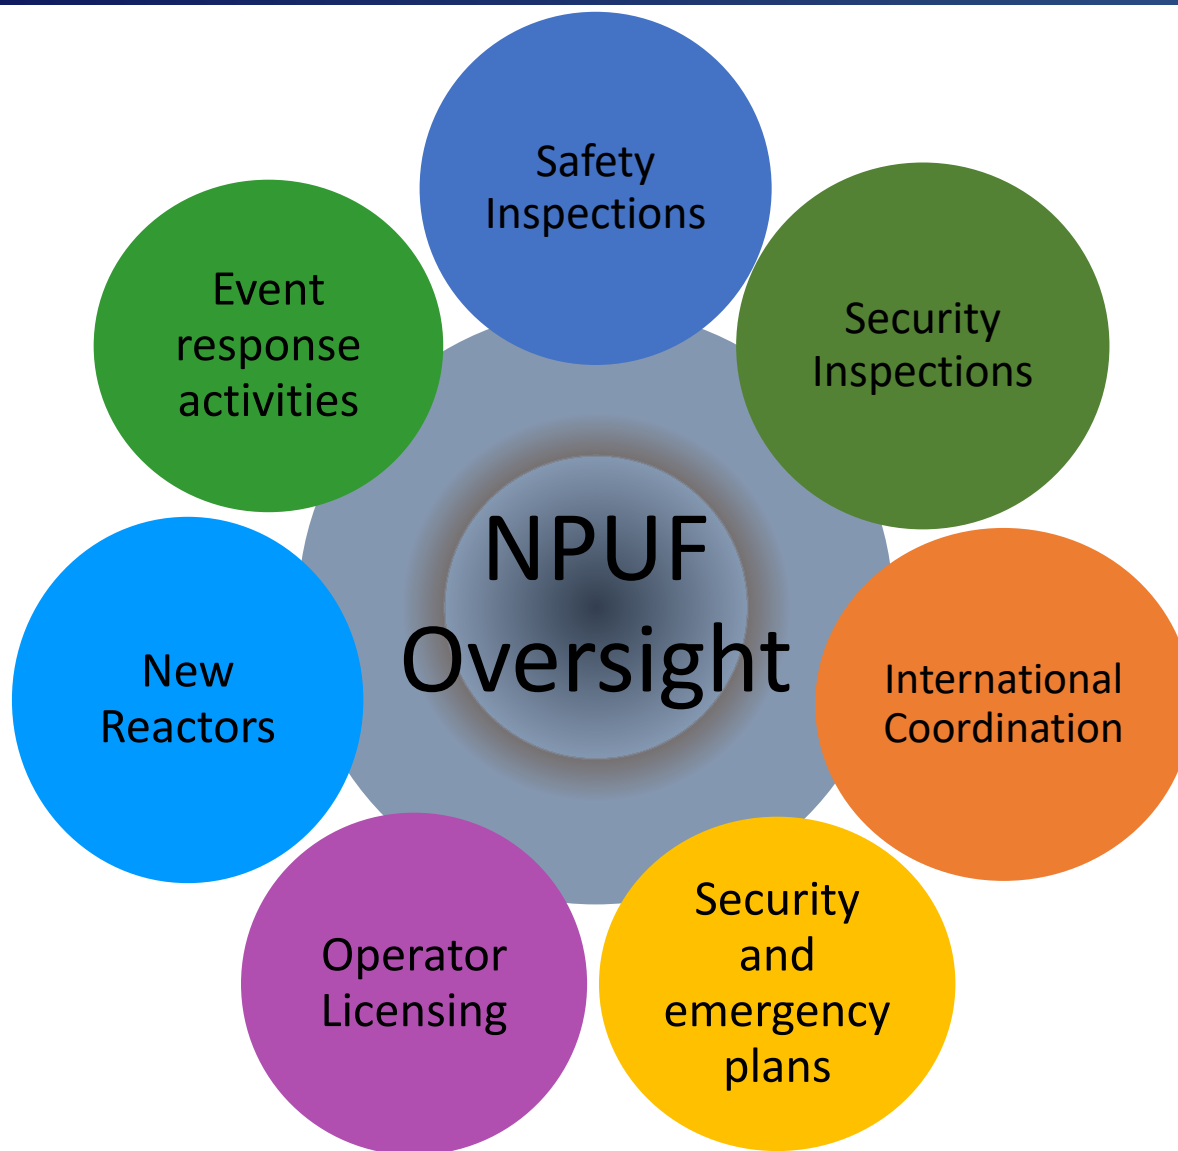 Safety
Inspections
Security
Inspections
International
Coordination
Security
and
emergency
plans
Operator
Licensing
New
Reactors
Event
response
activities
NPUF
Oversight